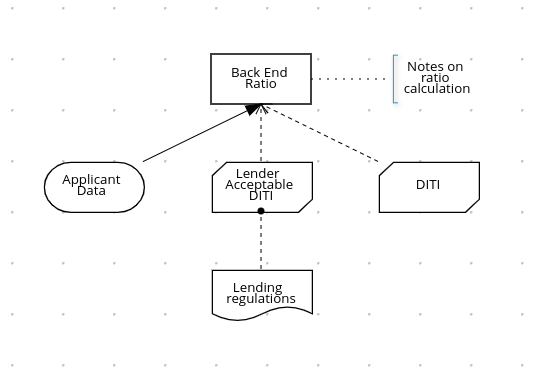 Back End
Ratio
Notes on
ratio
calculation
Applicant
Data
Lender
Acceptable
DITI
DITI
Lending
regulations